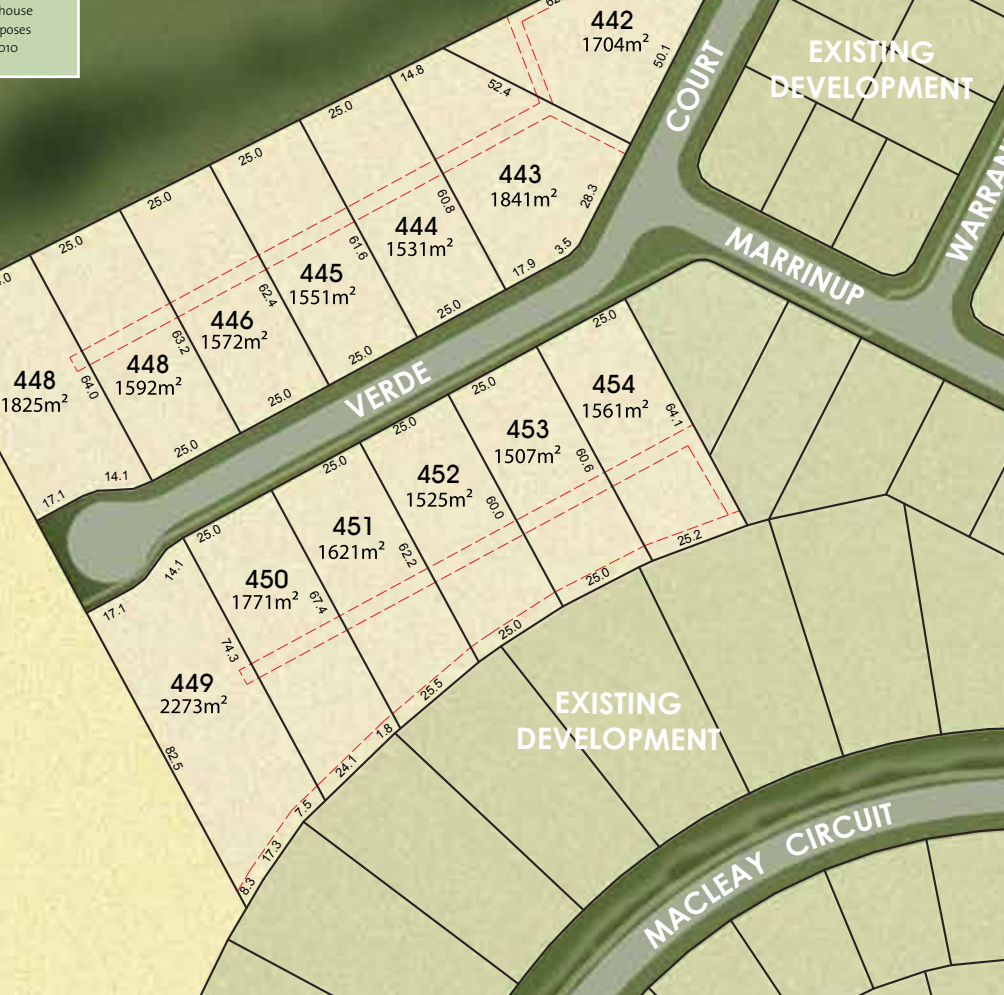 house
poses
010
442
1704m²
50.1
COURT
EXISTING
DEVELOPMENT
14.8
52.4
25.0
25.0
25.0
25.0
443
1841m²
28.3
3.5
17.9
60.8
444
1531m²
25.0
61.6
445
1551m²
25.0
62.4
446
1572m²
25.0
63.2
448
1592m²
25.0
64.0
448
1825m²
14.1
17.1
VERDE
MARRINUP
WARRAN
25.0
454
1561m²
64.1
25.0
453
1507m²
60.6
25.0
452
1525m²
60.0
25.0
451
1621m²
62.2
25.0
450
1771m²
67.4
14.1
17.1
74.3
449
2273m²
82.5
25.2
25.0
25.0
25.5
1.8
24.1
7.5
17.3
8.3
EXISTING
DEVELOPMENT
MACLEAY CIRCUIT